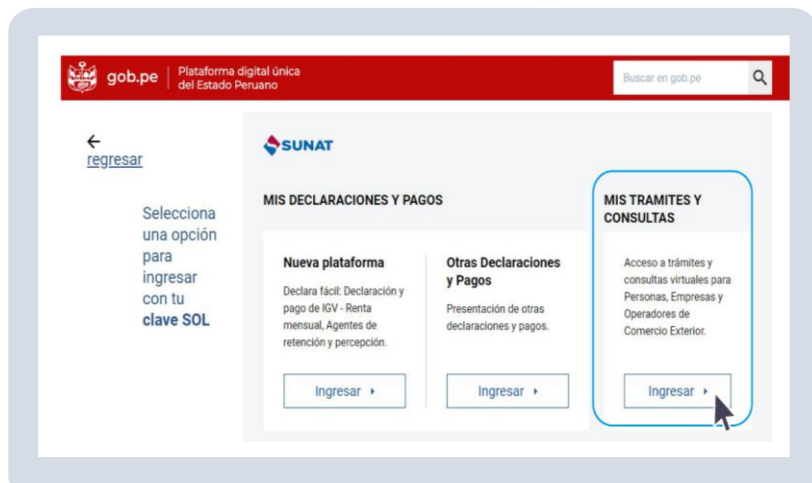 gob.pe
Plataforma digital única
del Estado Peruano
Buscar en gob.pe
regresar
Selecciona
una opción
para
ingresar
con tu
clave SOL
SUNAT
MIS DECLARACIONES Y PAGOS
Nueva plataforma
Declara fácil: Declaración y
pago de IGV - Renta
mensual, Agentes de
retención y percepción.
Ingresar
Otras Declaraciones
y Pagos
Presentación de otras
declaraciones y pagos.
Ingresar
MIS TRAMITES Y
CONSULTAS
Acceso a trámites y
consultas virtuales para
Personas, Empresas y
Operadores de
Comercio Exterior.
Ingresar